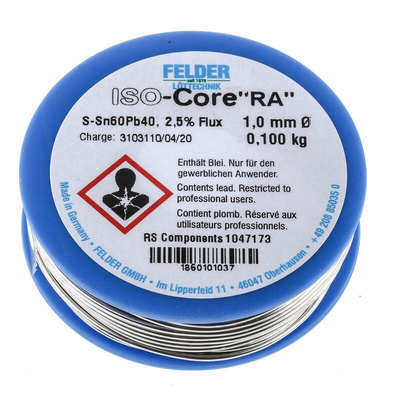 FELDER
seit 1979
LÖTTECHNIK
ISO-Core"RA"
S-Sn60Pb40, 2,5% Flux 1,0 mm Ø
Charge: 3103110/04/20 0,100 kg
Enthält Blei. Nur für den
gewerblichen Anwender.
Contents lead. Restricted to
professional users.
Contient plomb. Réservé aux
utilisateurs professionnels.
RS Components 1047173
1860101037
Made in Germany • FELDER GMBH • Im Lipperfeld 11 • 46047 Oberhausen • +49 208 85035 0